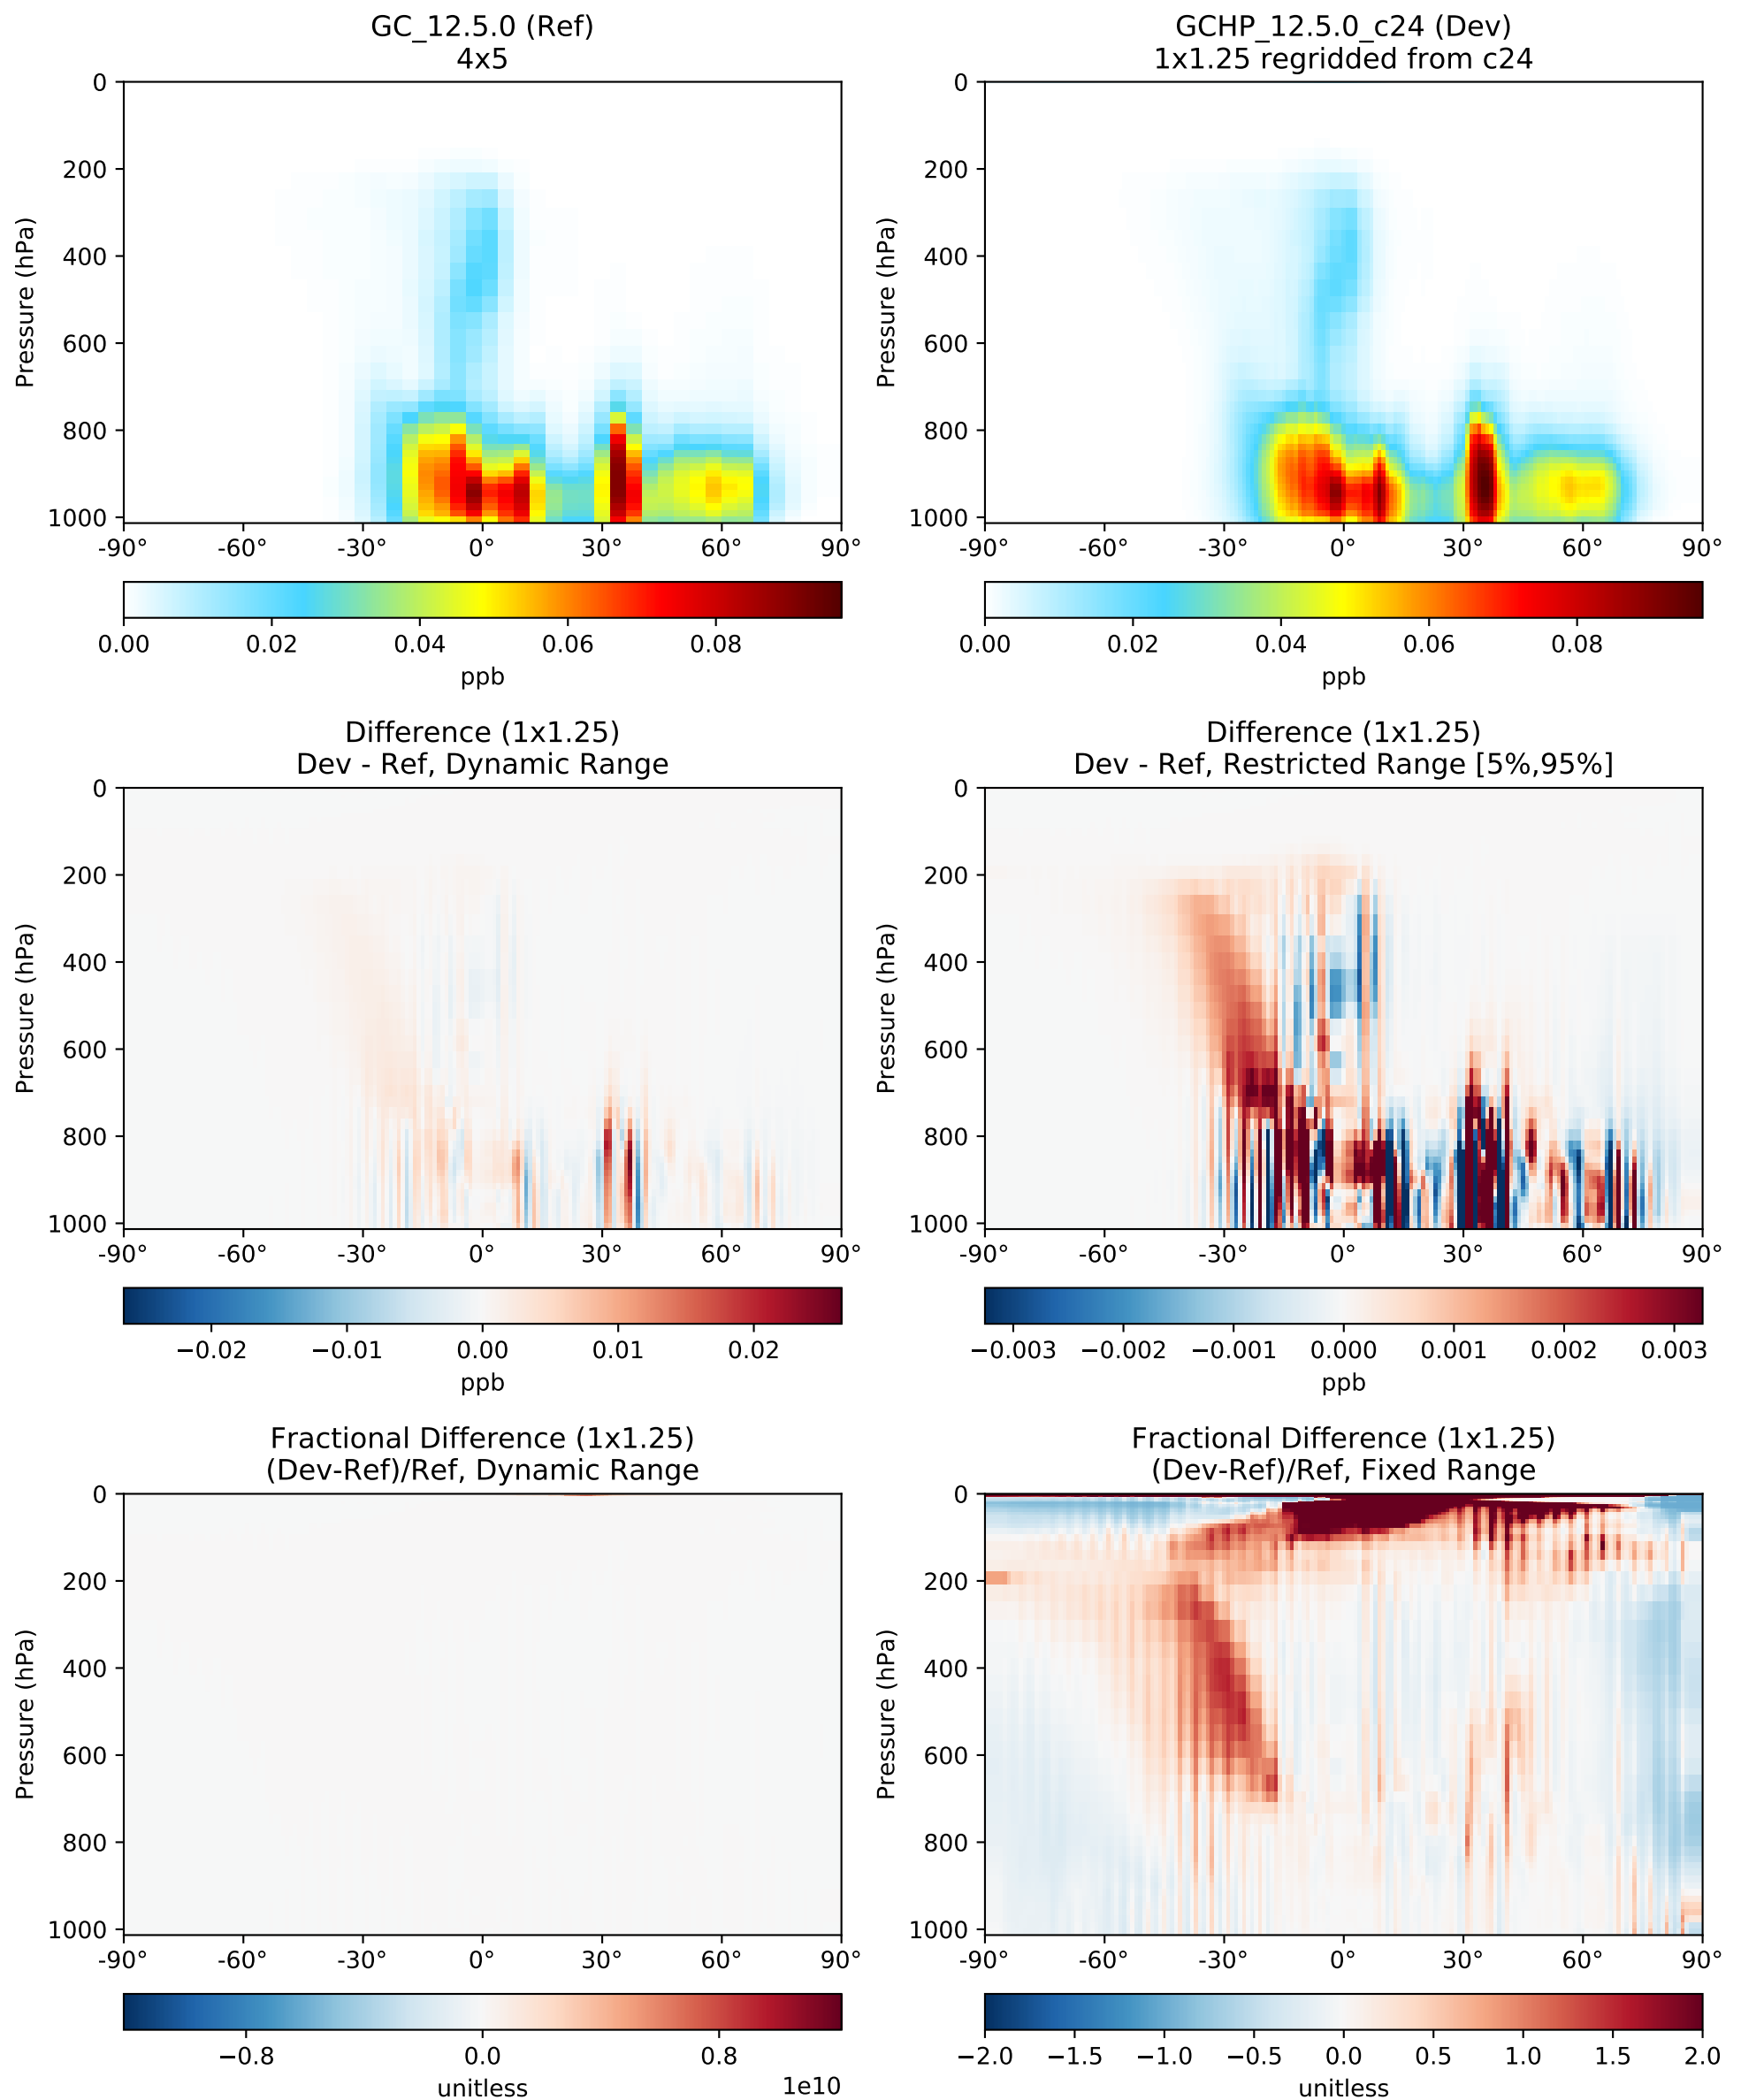 GC_12.5.0 (Ref)
4x5
GCHP_12.5.0_c24 (Dev)
1x1.25 regridded from c24
0
200
400
600
800
1000
Pressure (hPa)
-90° -60° -30° 0° 30° 60° 90°
0.00 0.02 0.04 0.06 0.08
ppb
0
200
400
600
800
1000
Pressure (hPa)
-90° -60° -30° 0° 30° 60° 90°
0.00 0.02 0.04 0.06 0.08
ppb
Difference (1x1.25)
Dev - Ref, Dynamic Range
0
200
400
600
800
1000
Pressure (hPa)
-90° -60° -30° 0° 30° 60° 90°
−0.02 −0.01 0.00 0.01 0.02
ppb
Difference (1x1.25)
Dev - Ref, Restricted Range [5%,95%]
0
200
400
600
800
1000
Pressure (hPa)
-90° -60° -30° 0° 30° 60° 90°
−0.003 −0.002 −0.001 0.000 0.001 0.002 0.003
ppb
Fractional Difference (1x1.25)
(Dev-Ref)/Ref, Dynamic Range
0
200
400
600
800
1000
Pressure (hPa)
-90° -60° -30° 0° 30° 60° 90°
−0.8 0.0 0.8
unitless
1e10
Fractional Difference (1x1.25)
(Dev-Ref)/Ref, Fixed Range
0
200
400
600
800
1000
Pressure (hPa)
-90° -60° -30° 0° 30° 60° 90°
−2.0 −1.5 −1.0 −0.5 0.0 0.5 1.0 1.5 2.0
unitless